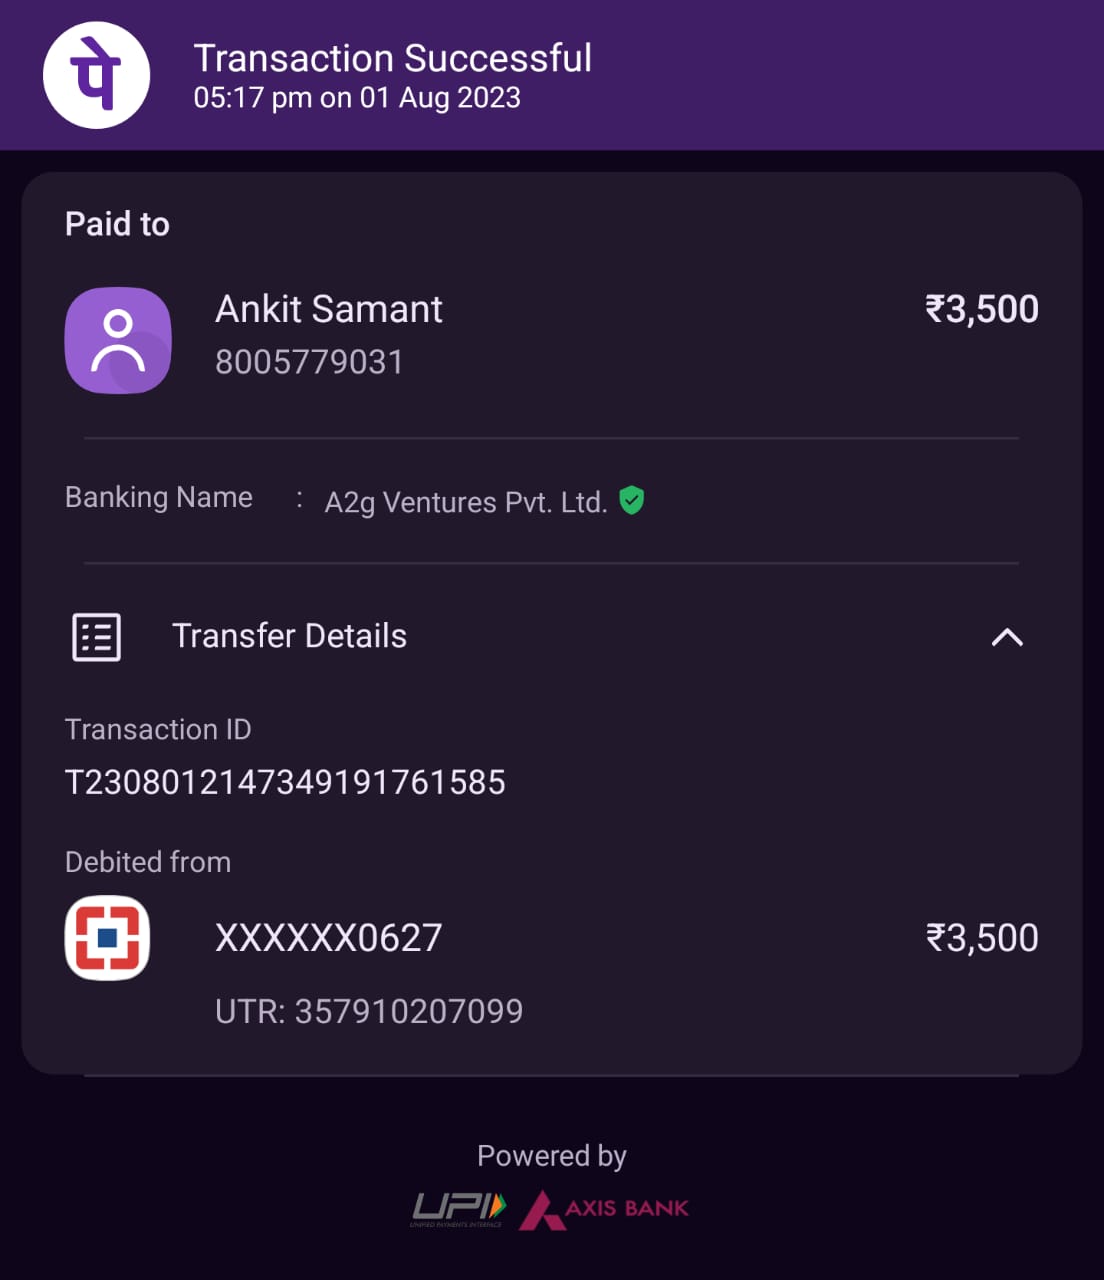 पे
Transaction Successful
05:17 pm on 01 Aug 2023
Paid to
Ankit Samant
₹3,500
8005779031
Banking Name : A2g Ventures Pvt. Ltd.
Transfer Details
Transaction ID
T2308012147349191761585
Debited from
XXXXXX0627
₹3,500
UTR: 357910207099
Powered by
UPI
UNIFIED PAYMENTS INTERFACE
AXIS BANK